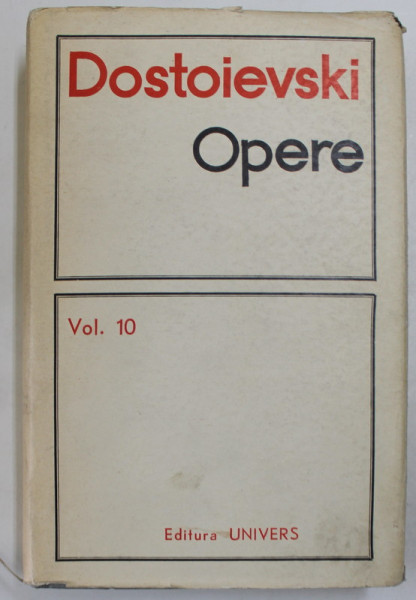 Dostoievski
Opere
Vol. 10
Editura UNIVERS